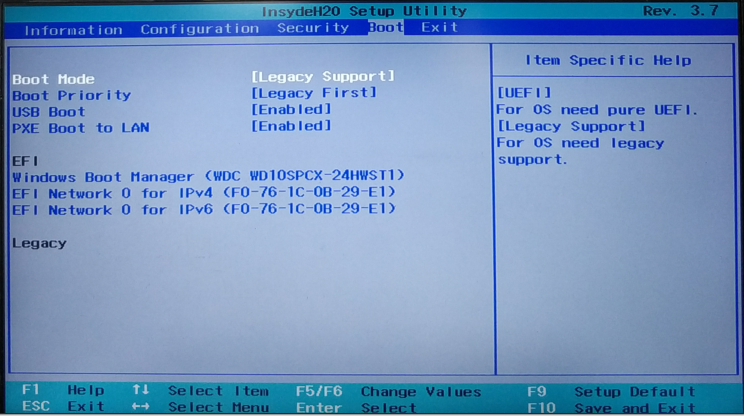 InsydeH2O Setup Utility Rev. 3.7
Information Configuration Security Boot Exit
Item Specific Help
Boot Mode [Legacy Support]
Boot Priority [Legacy First]
USB Boot [Enabled]
PXE Boot to LAN [Enabled]
[UEFI]
For OS need pure UEFI.
[Legacy Support]
For OS need legacy
support.
EFI
Windows Boot Manager (WDC WD10SPCX-24HWST1)
EFI Network 0 for IPv4 (F0-76-1C-0B-29-E1)
EFI Network 0 for IPv6 (F0-76-1C-0B-29-E1)
Legacy
F1 Help ↑↓ Select Item F5/F6 Change Values F9 Setup Default
ESC Exit ↔ Select Menu Enter Select F10 Save and Exit